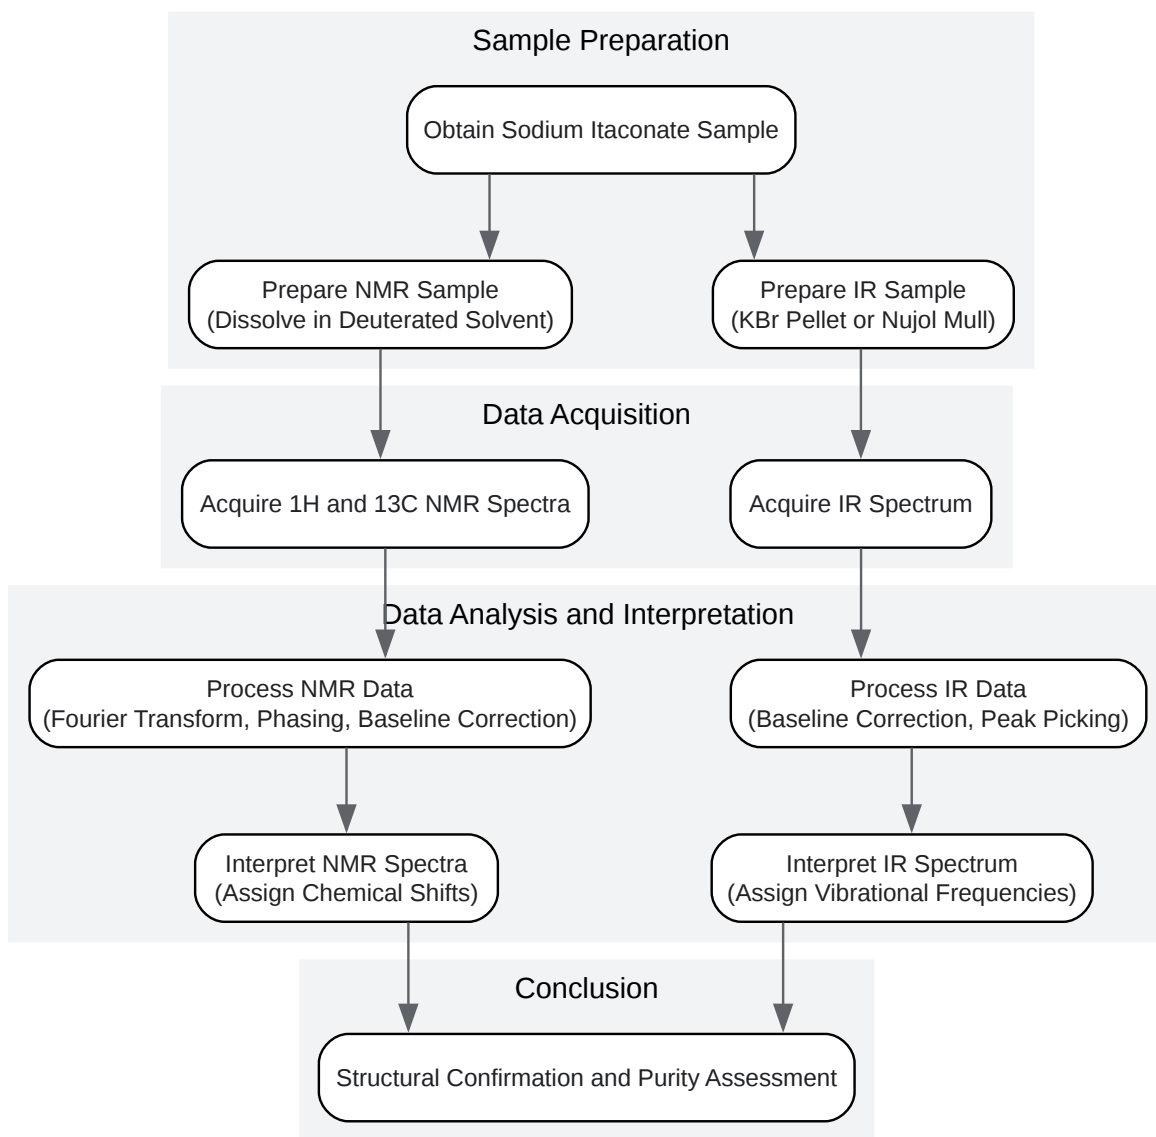 Sample Preparation
Obtain Sodium Itaconate Sample
Prepare NMR Sample
(Dissolve in Deuterated Solvent)
Prepare IR Sample
(KBr Pellet or Nujol Mull)
Data Acquisition
Acquire 1H and 13C NMR Spectra
Acquire IR Spectrum
Data Analysis and Interpretation
Process NMR Data
(Fourier Transform, Phasing, Baseline Correction)
Process IR Data
(Baseline Correction, Peak Picking)
Interpret NMR Spectra
(Assign Chemical Shifts)
Interpret IR Spectrum
(Assign Vibrational Frequencies)
Conclusion
Structural Confirmation and Purity Assessment